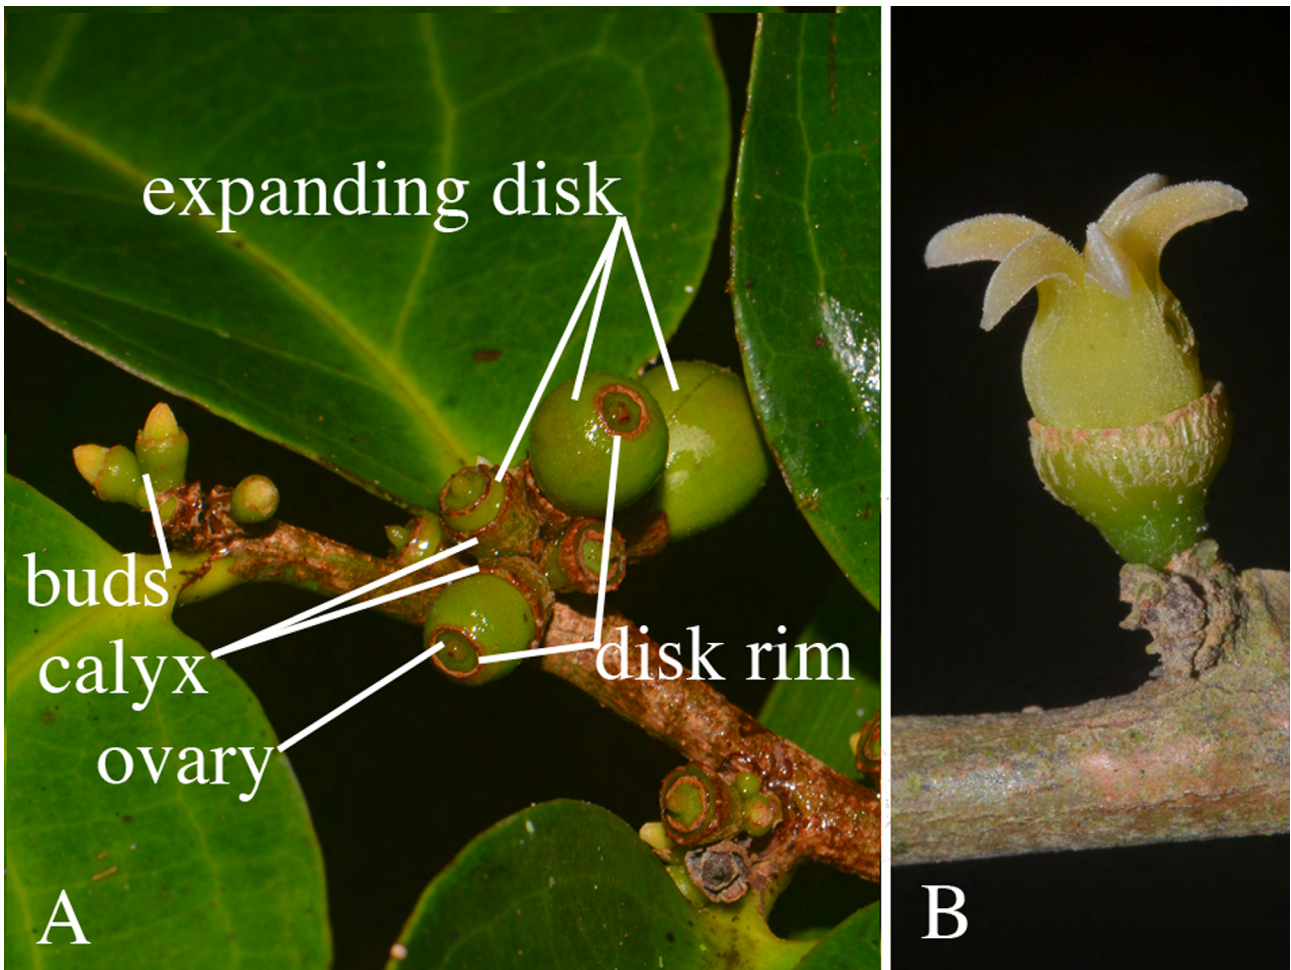 expanding disk
buds
calyx
disk rim
ovary
A
B